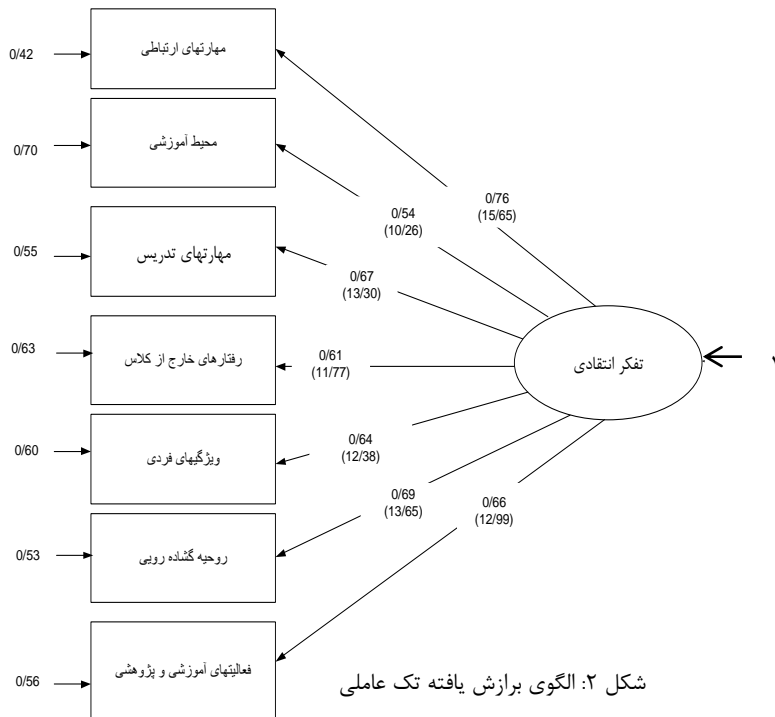 مهارتهای ارتباطی
0/42
0/76
(15/65)
محیط آموزشی
0/70
0/54
(10/26)
مهارتهای تدریس
0/55
0/67
(13/30)
رفتارهای خارج از کلاس
0/63
0/61
(11/77)
تفکر انتقادی
ویژگیهای فردی
0/60
0/64
(12/38)
روحیه گشاده رویی
0/53
0/69
(13/65)
فعالیتهای آموزشی و پژوهشی
0/56
0/66
(12/99)
شکل ۲: الگوی برازش یافته تک عاملی